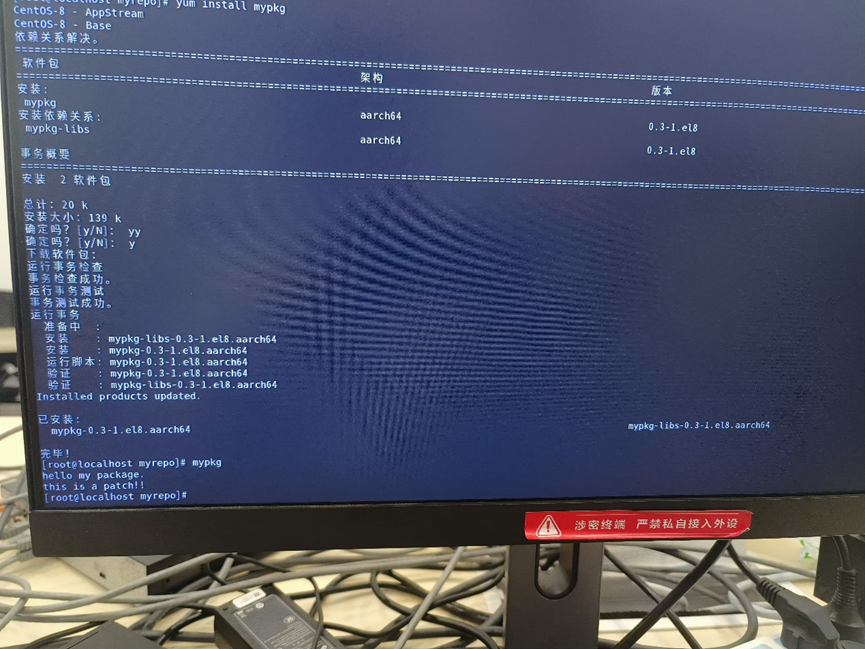 [root@localhost myrepo]# yum install mypkg
CentOS-8 - AppStream
CentOS-8 - Base
依赖关系解决。
================================================================================
软件包 架构 版本
================================================================================
安装:
mypkg aarch64 0.3-1.el8
安装依赖关系:
mypkg-libs aarch64 0.3-1.el8
事务概要
================================================================================
安装 2 软件包
总计：20 k
安装大小：139 k
确定吗？[y/N]： yy
确定吗？[y/N]： y
下载软件包：
运行事务检查
事务检查成功。
运行事务测试
事务测试成功。
运行事务
准备中 :
安装 : mypkg-libs-0.3-1.el8.aarch64
安装 : mypkg-0.3-1.el8.aarch64
运行脚本: mypkg-0.3-1.el8.aarch64
验证 : mypkg-0.3-1.el8.aarch64
验证 : mypkg-libs-0.3-1.el8.aarch64
Installed products updated.
已安装:
mypkg-0.3-1.el8.aarch64 mypkg-libs-0.3-1.el8.aarch64
完毕！
[root@localhost myrepo]# mypkg
hello my package.
this is a patch!!
[root@localhost myrepo]#
涉密终端 严禁私自接入外设